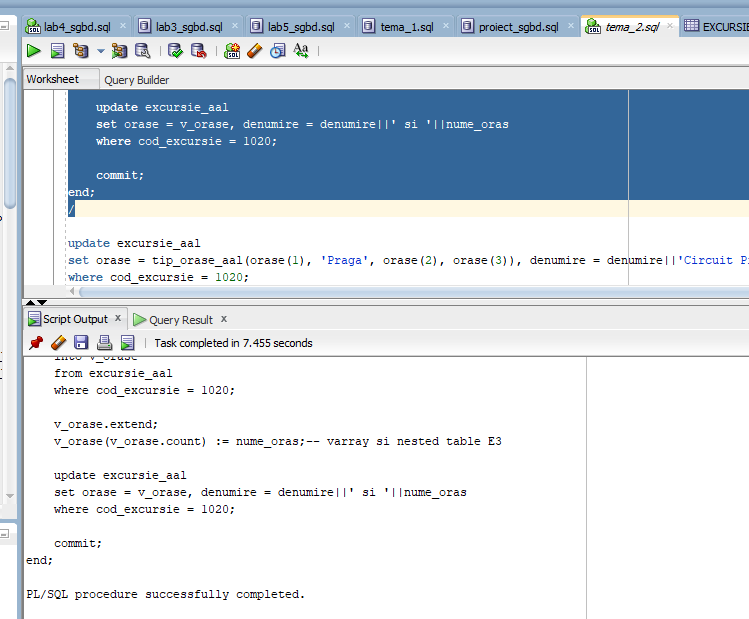 lab4_sgbd.sql
lab3_sgbd.sql
lab5_sgbd.sql
tema_1.sql
proiect_sgbd.sql
tema_2.sql
Worksheet Query Builder
update excursie_aal
set orase = v_orase, denumire = denumire||' si '||nume_oras
where cod_excursie = 1020;
commit;
end;
/
update excursie_aal
set orase = tip_orase_aal(orase(1), 'Praga', orase(2), orase(3)), denumire = denumire||'Circuit
where cod_excursie = 1020;
Script Output x Query Result x
Task completed in 7.455 seconds
into v_orase
from excursie_aal
where cod_excursie = 1020;
v_orase.extend;
v_orase(v_orase.count) := nume_oras;-- varray si nested table E3
update excursie_aal
set orase = v_orase, denumire = denumire||' si '||nume_oras
where cod_excursie = 1020;
commit;
end;
PL/SQL procedure successfully completed.